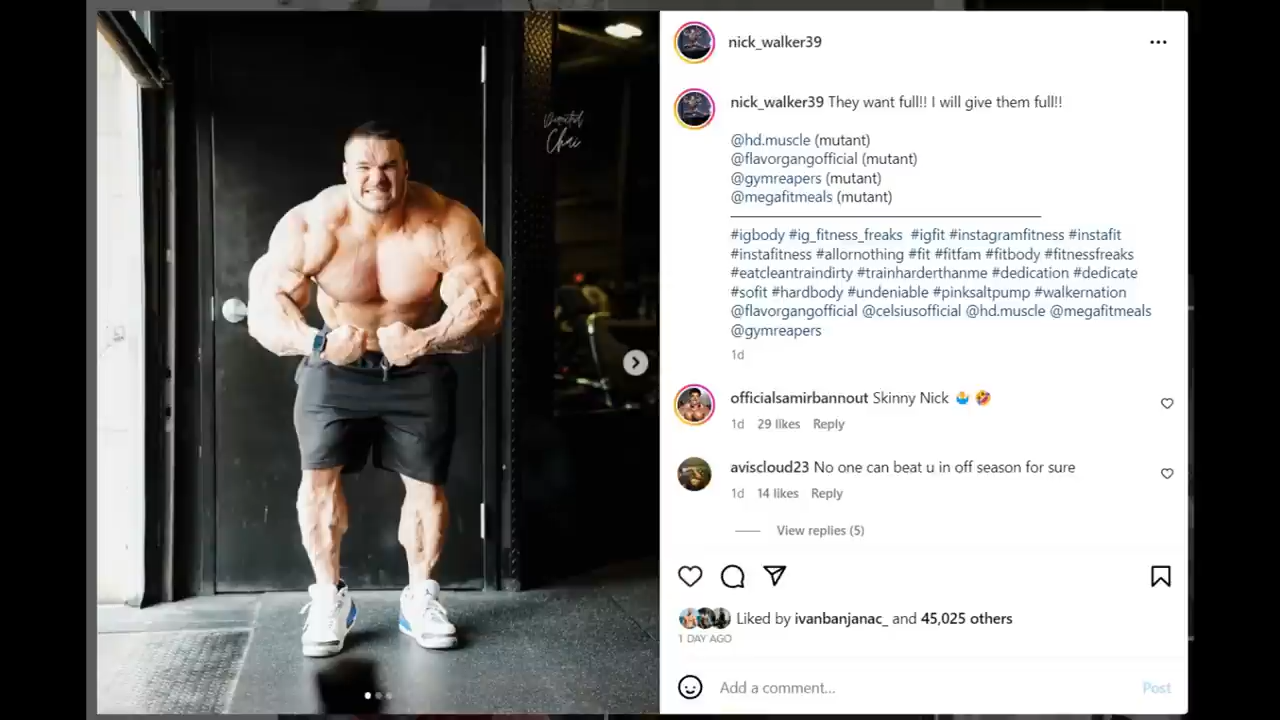 Dmitrid
Chai
nick_walker39
nick_walker39 They want full!! I will give them full!!
@hd.muscle (mutant)
@flavorgangofficial (mutant)
@gymreapers (mutant)
@megafitmeals (mutant)
#igbody #ig_fitness_freaks #igfit #instagramfitness #instafit
#instafitness #allornothing #fit #fitfam #fitbody #fitnessfreaks
#eatcleantraindirty #trainharderthanme #dedication #dedicate
#sofit #hardbody #undeniable #pinksaltpump #walkernation
@flavorgangofficial @celsiusofficial @hd.muscle @megafitmeals
@gymreapers
1d
officialsamirbannout Skinny Nick 🤷‍♂️ 🤣
1d 29 likes Reply
aviscloud23 No one can beat u in off season for sure
1d 14 likes Reply
View replies (5)
Liked by ivanbanjanac_ and 45,025 others
1 DAY AGO
Add a comment...
Post